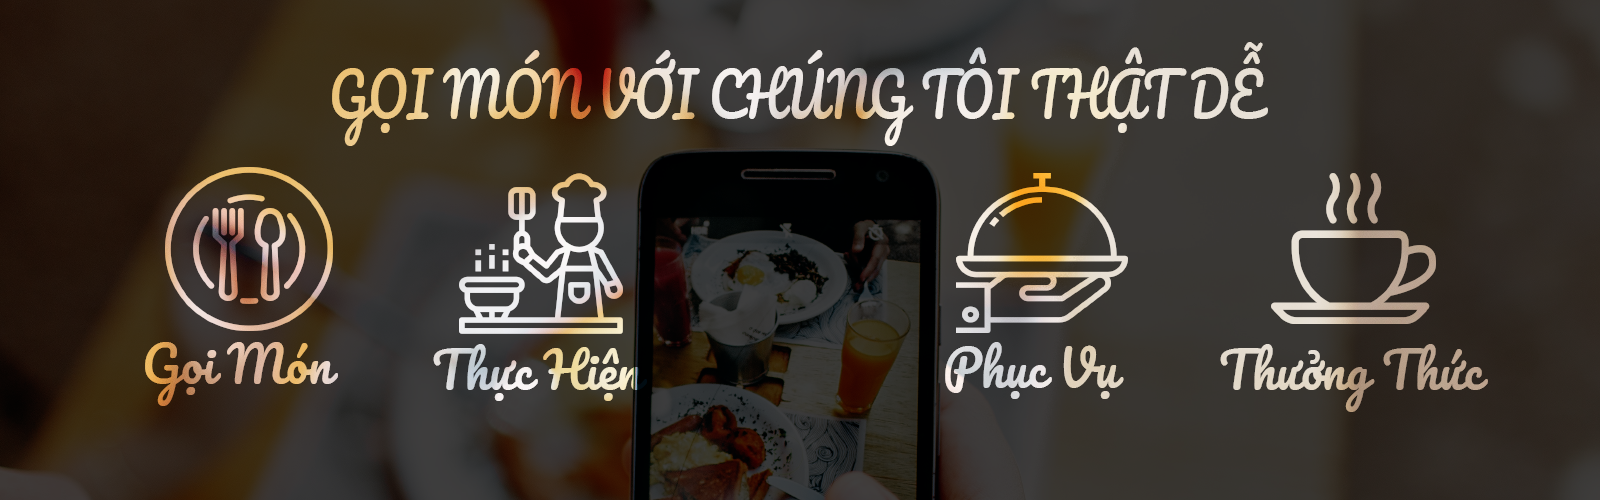 GỌI MÓN VỚI CHÚNG TÔI THẬT DỄ
Gọi Món
Thực Hiện
Phục Vụ
Thưởng Thức